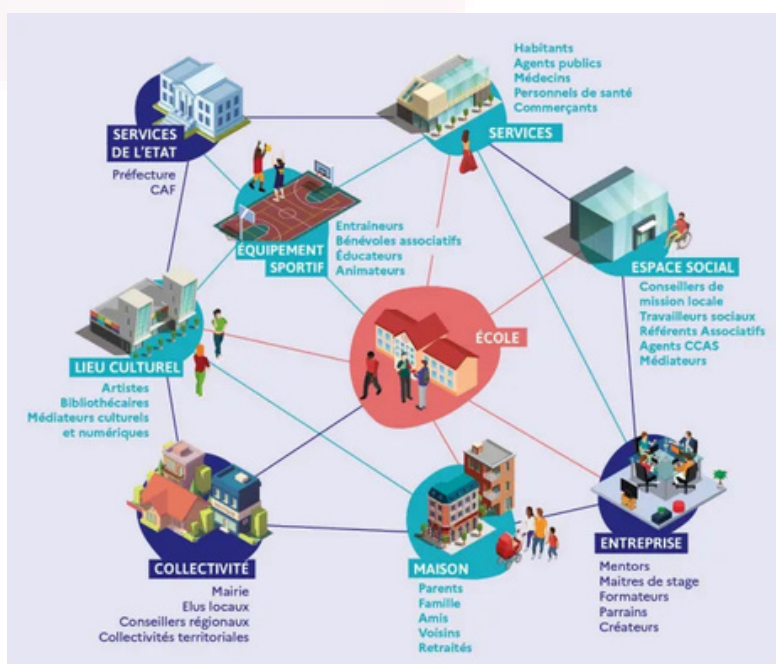 Habitants
Agents publics
Médecins
Personnels de santé
Commerçants
SERVICES
SERVICES
DE L'ETAT
Préfecture
CAF
ÉQUIPEMENT
SPORTIF
Entraineurs
Bénévoles associatifs
Éducateurs
Animateurs
ESPACE SOCIAL
Conseillers de
mission locale
Travailleurs sociaux
Référents Associatifs
Agents CCAS
Médiateurs
ÉCOLE
LIEU CULTUREL
Artistes
Bibliothécaires
Médiateurs culturels
et numériques
COLLECTIVITÉ
Mairie
Elus locaux
Conseillers régionaux
Collectivités territoriales
MAISON
Parents
Famille
Amis
Voisins
Retraités
ENTREPRISE
Mentors
Maitres de stage
Formateurs
Parrains
Créateurs